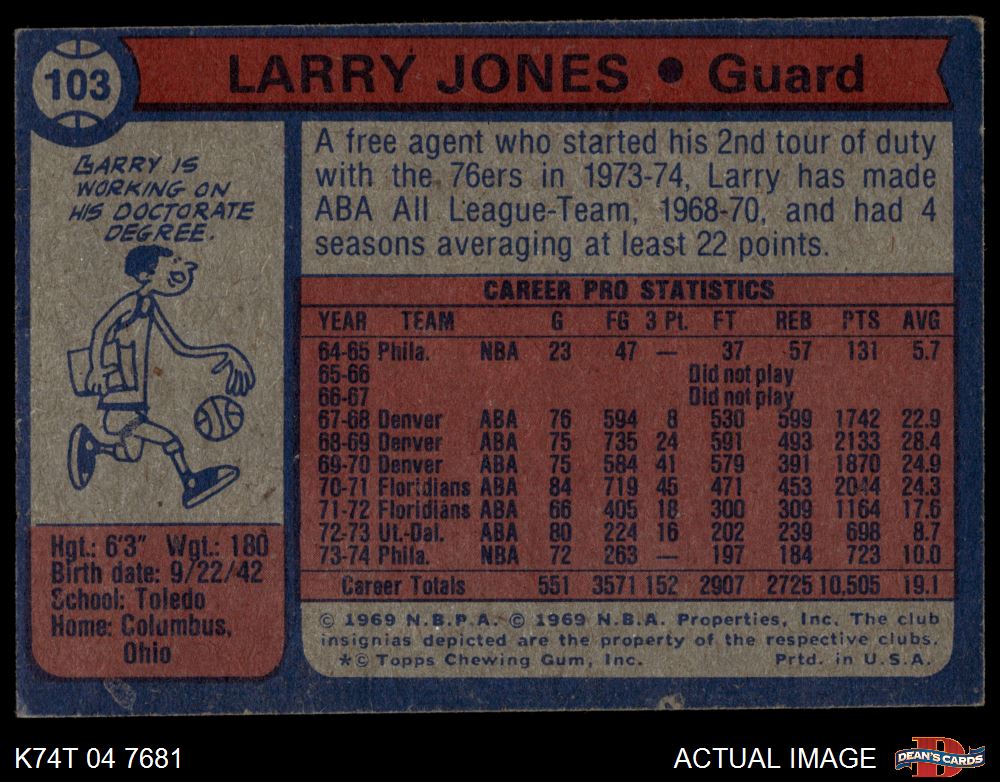 103
LARRY JONES • Guard
LARRY IS
WORKING ON
HIS DOCTORATE
DEGREE.
A free agent who started his 2nd tour of duty
with the 76ers in 1973-74, Larry has made
ABA All League-Team, 1968-70, and had 4
seasons averaging at least 22 points.
CAREER PRO STATISTICS
YEAR TEAM G FG 3 Pt. FT REB PTS AVG
64-65 Phila. NBA 23 47 — 37 57 131 5.7
65-66 Did not play
66-67 Did not play
67-68 Denver ABA 76 594 8 530 599 1742 22.9
68-69 Denver ABA 75 735 24 591 493 2133 28.4
69-70 Denver ABA 75 584 41 579 391 1870 24.9
70-71 Floridians ABA 84 719 45 471 453 2044 24.3
71-72 Floridians ABA 66 405 18 300 309 1164 17.6
72-73 Ut.-Dal. ABA 80 224 16 202 239 698 8.7
73-74 Phila. NBA 72 263 — 197 184 723 10.0
Career Totals 551 3571 152 2907 2725 10,505 19.1
Hgt.: 6'3" Wgt.: 180
Birth date: 9/22/42
School: Toledo
Home: Columbus,
Ohio
© 1969 N.B.P.A. © 1969 N.B.A. Properties, Inc. The club
insignias depicted are the property of the respective clubs.
*© Topps Chewing Gum, Inc. Prtd. in U.S.A.
K74T 04 7681
ACTUAL IMAGE
D
DEAN'S CARDS